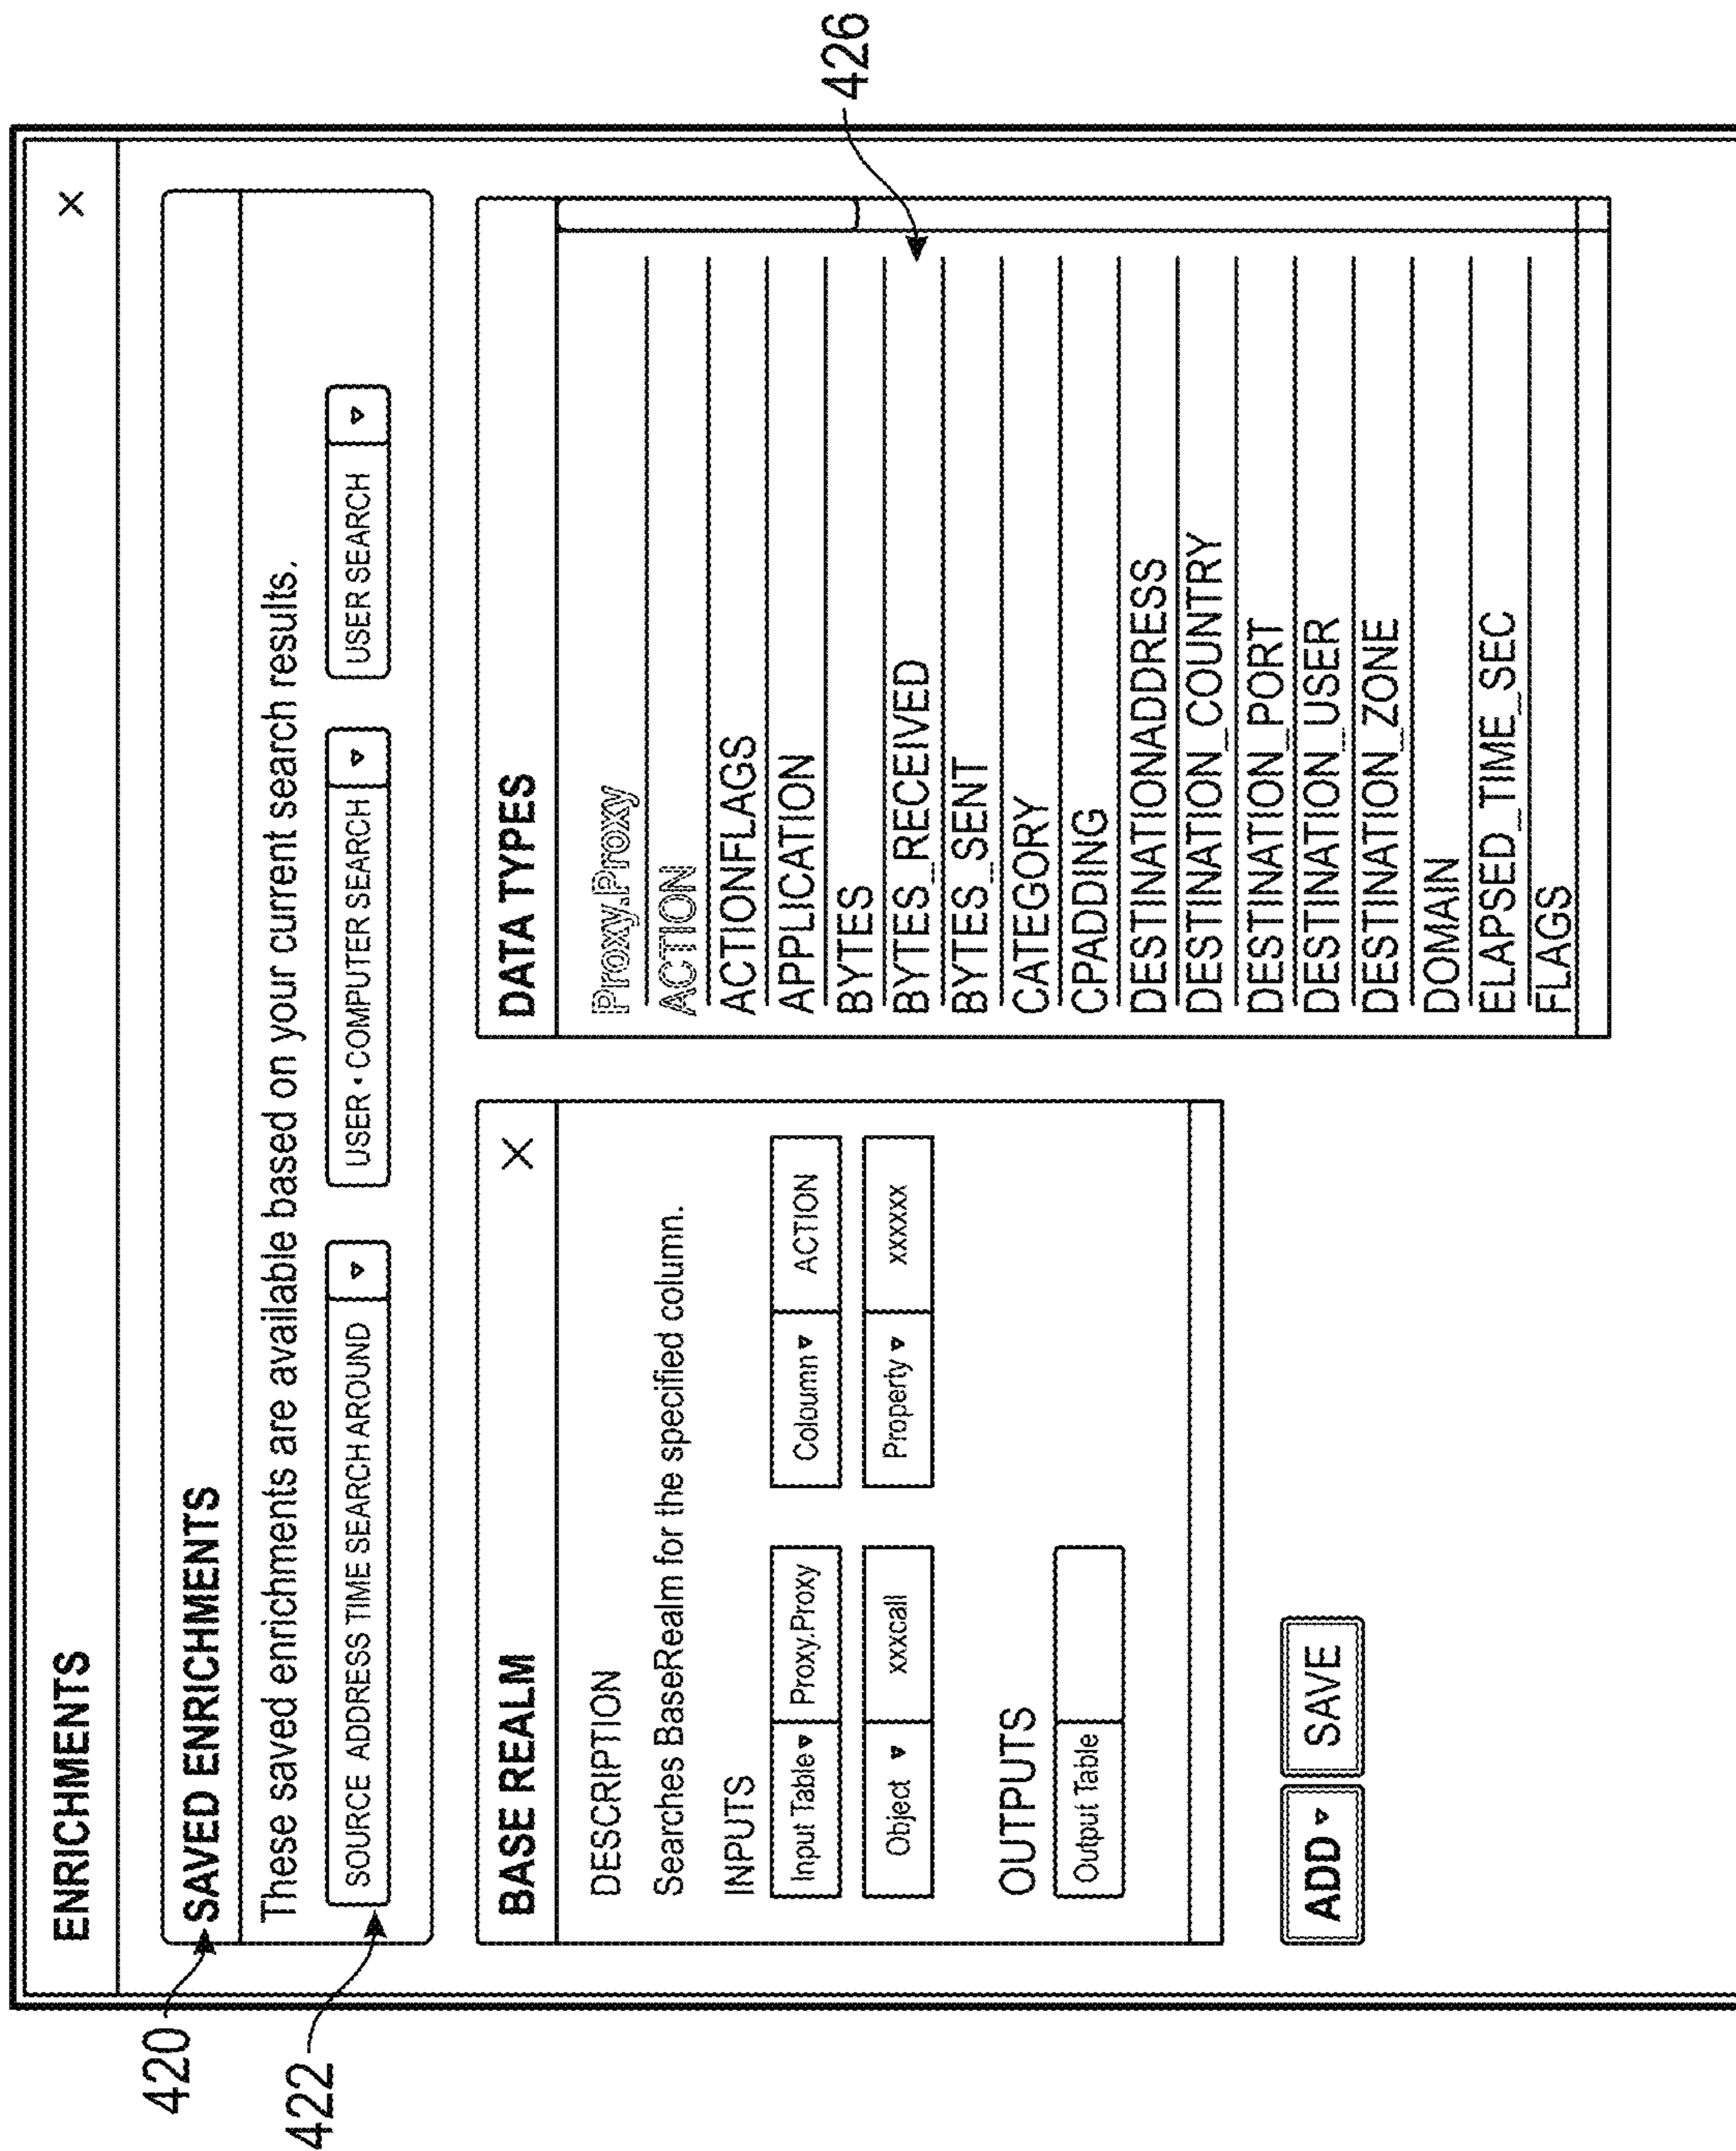 ENRICHMENTS ×
420
SAVED ENRICHMENTS
These saved enrichments are available based on your current search results.
422
SOURCE ADDRESS TIME SEARCH AROUND
USER • COMPUTER SEARCH
USER SEARCH
BASE REALM ×
DESCRIPTION
Searches BaseRealm for the specified column.
INPUTS
Input Table Proxy.Proxy Coloumn ACTION
Object xxxcall Property xxxxxx
OUTPUTS
Output Table
ADD SAVE
DATA TYPES
Proxy.Proxy
ACTION
ACTIONFLAGS
APPLICATION
BYTES
BYTES_RECEIVED
426
BYTES_SENT
CATEGORY
CPADDING
DESTINATIONADDRESS
DESTINATION_COUNTRY
DESTINATION_PORT
DESTINATION_USER
DESTINATION_ZONE
DOMAIN
ELAPSED_TIME_SEC
FLAGS